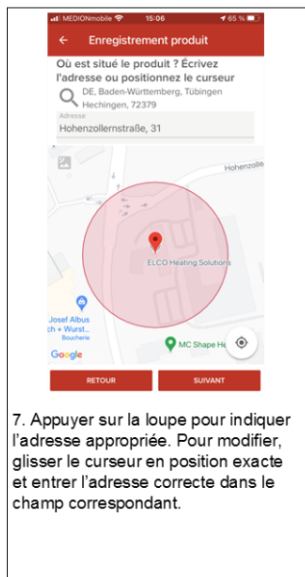 MEDIONmobile 15:06 65 %
Enregistrement produit
Où est situé le produit ? Écrivez
l'adresse ou positionnez le curseur
DE, Baden-Württemberg, Tübingen
Hechingen, 72379
Adresse
Hohenzollernstraße, 31
Hohenzolle
ELCO Heating Solutions
Josef Albus
ch + Wurst...
Boucherie
MC Shape He
Google
RETOUR SUIVANT
7. Appuyer sur la loupe pour indiquer
l'adresse appropriée. Pour modifier,
glisser le curseur en position exacte
et entrer l'adresse correcte dans le
champ correspondant.